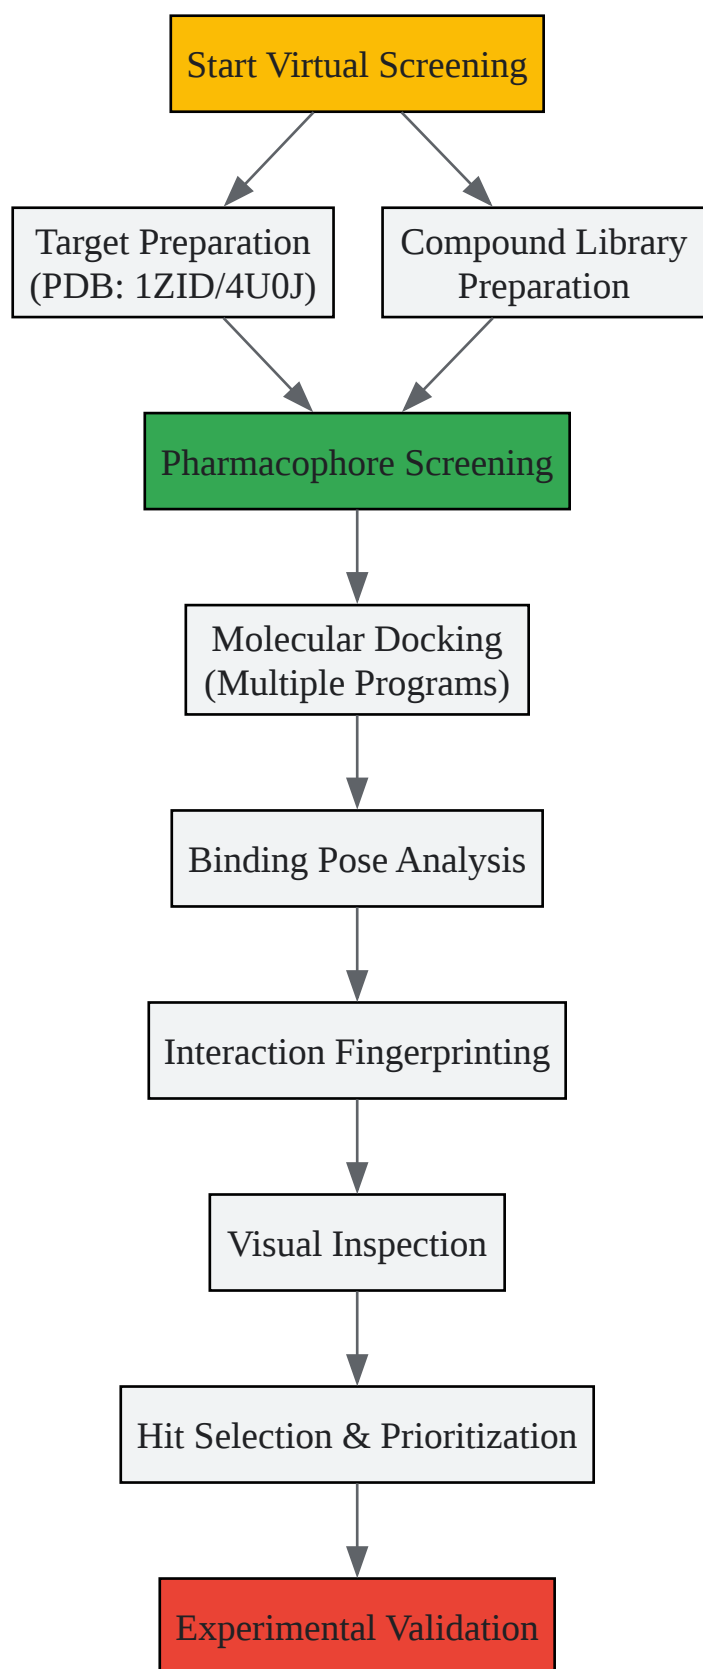 Start Virtual Screening
Target Preparation
(PDB: 1ZID/4U0J)
Compound Library
Preparation
Pharmacophore Screening
Molecular Docking
(Multiple Programs)
Binding Pose Analysis
Interaction Fingerprinting
Visual Inspection
Hit Selection & Prioritization
Experimental Validation